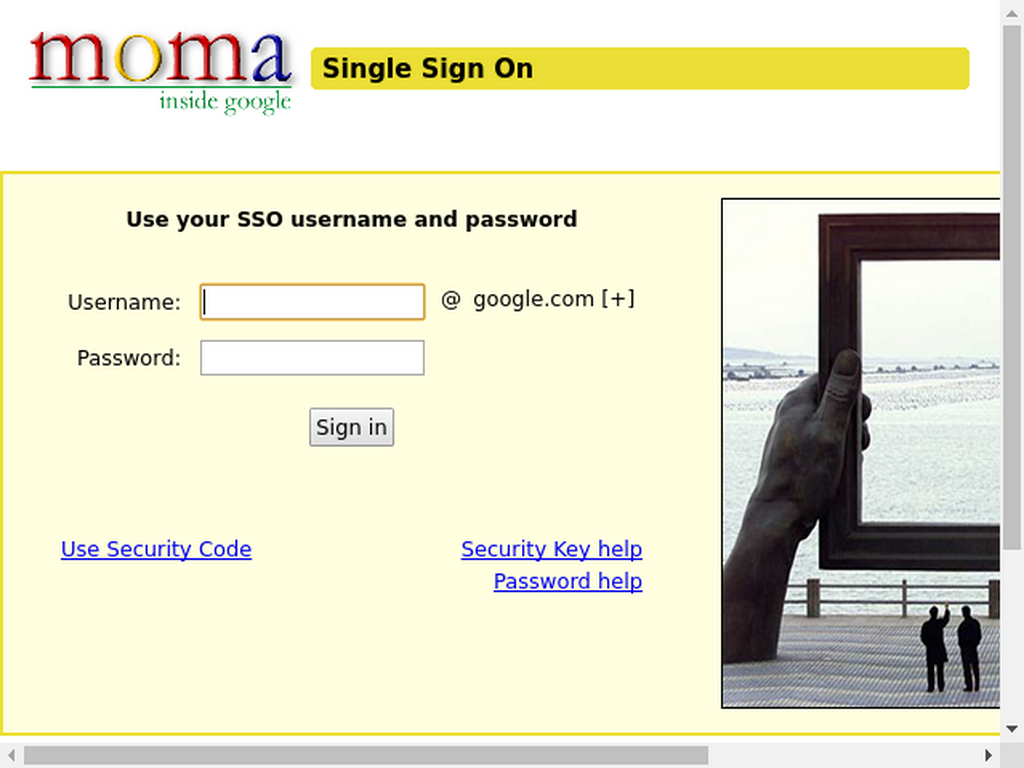 moma
inside google
Single Sign On
Use your SSO username and password
Username: @ google.com [+]
Password:
Sign in
Use Security Code Security Key help
Password help